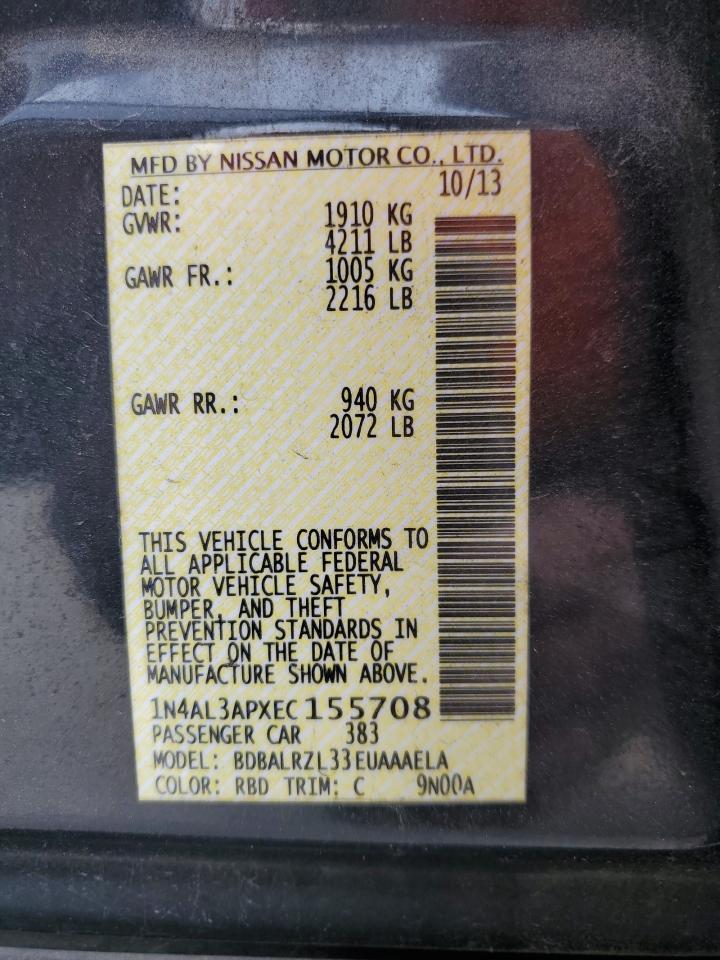 MFD BY NISSAN MOTOR CO., LTD.
DATE: 10/13
GVWR: 1910 KG
4211 LB
GAWR FR.: 1005 KG
2216 LB
GAWR RR.: 940 KG
2072 LB
THIS VEHICLE CONFORMS TO
ALL APPLICABLE FEDERAL
MOTOR VEHICLE SAFETY,
BUMPER, AND THEFT
PREVENTION STANDARDS IN
EFFECT ON THE DATE OF
MANUFACTURE SHOWN ABOVE.
1N4AL3APXEC155708
PASSENGER CAR 383
MODEL: BDBALRZL33EUAAAELA
COLOR: RBD TRIM: C 9N00A